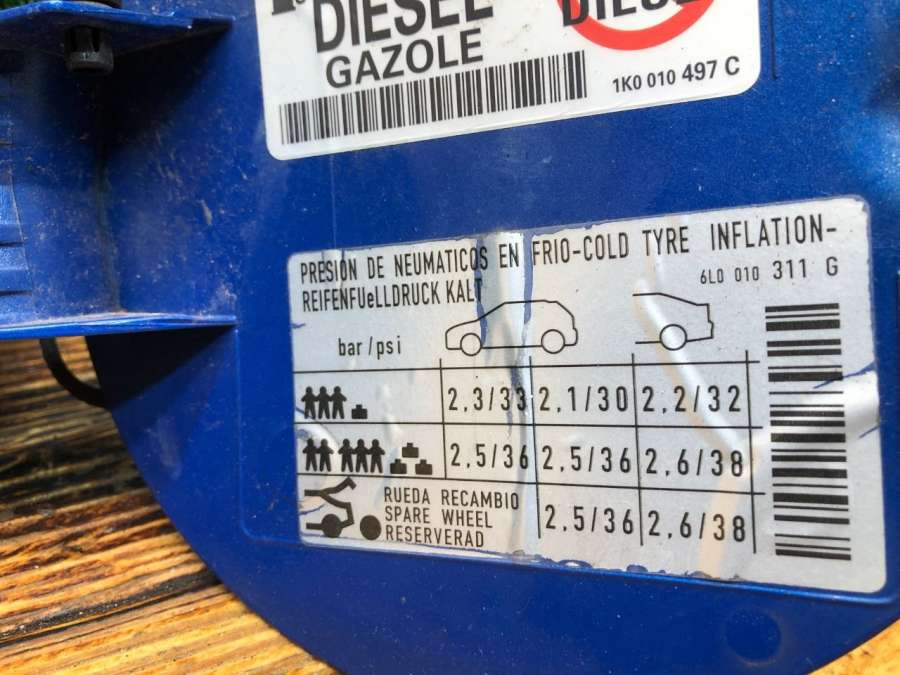 DIESEL
GAZOLE
1K0 010 497 C
PRESION DE NEUMATICOS EN FRIO-COLD TYRE INFLATION-
REIFENFUeLLDRUCK KALT
6L0 010 311 G
bar/psi
2,3/33 2,1/30 2,2/32
2,5/36 2,5/36 2,6/38
RUEDA RECAMBIO
SPARE WHEEL
RESERVERAD
2,5/36 2,6/38